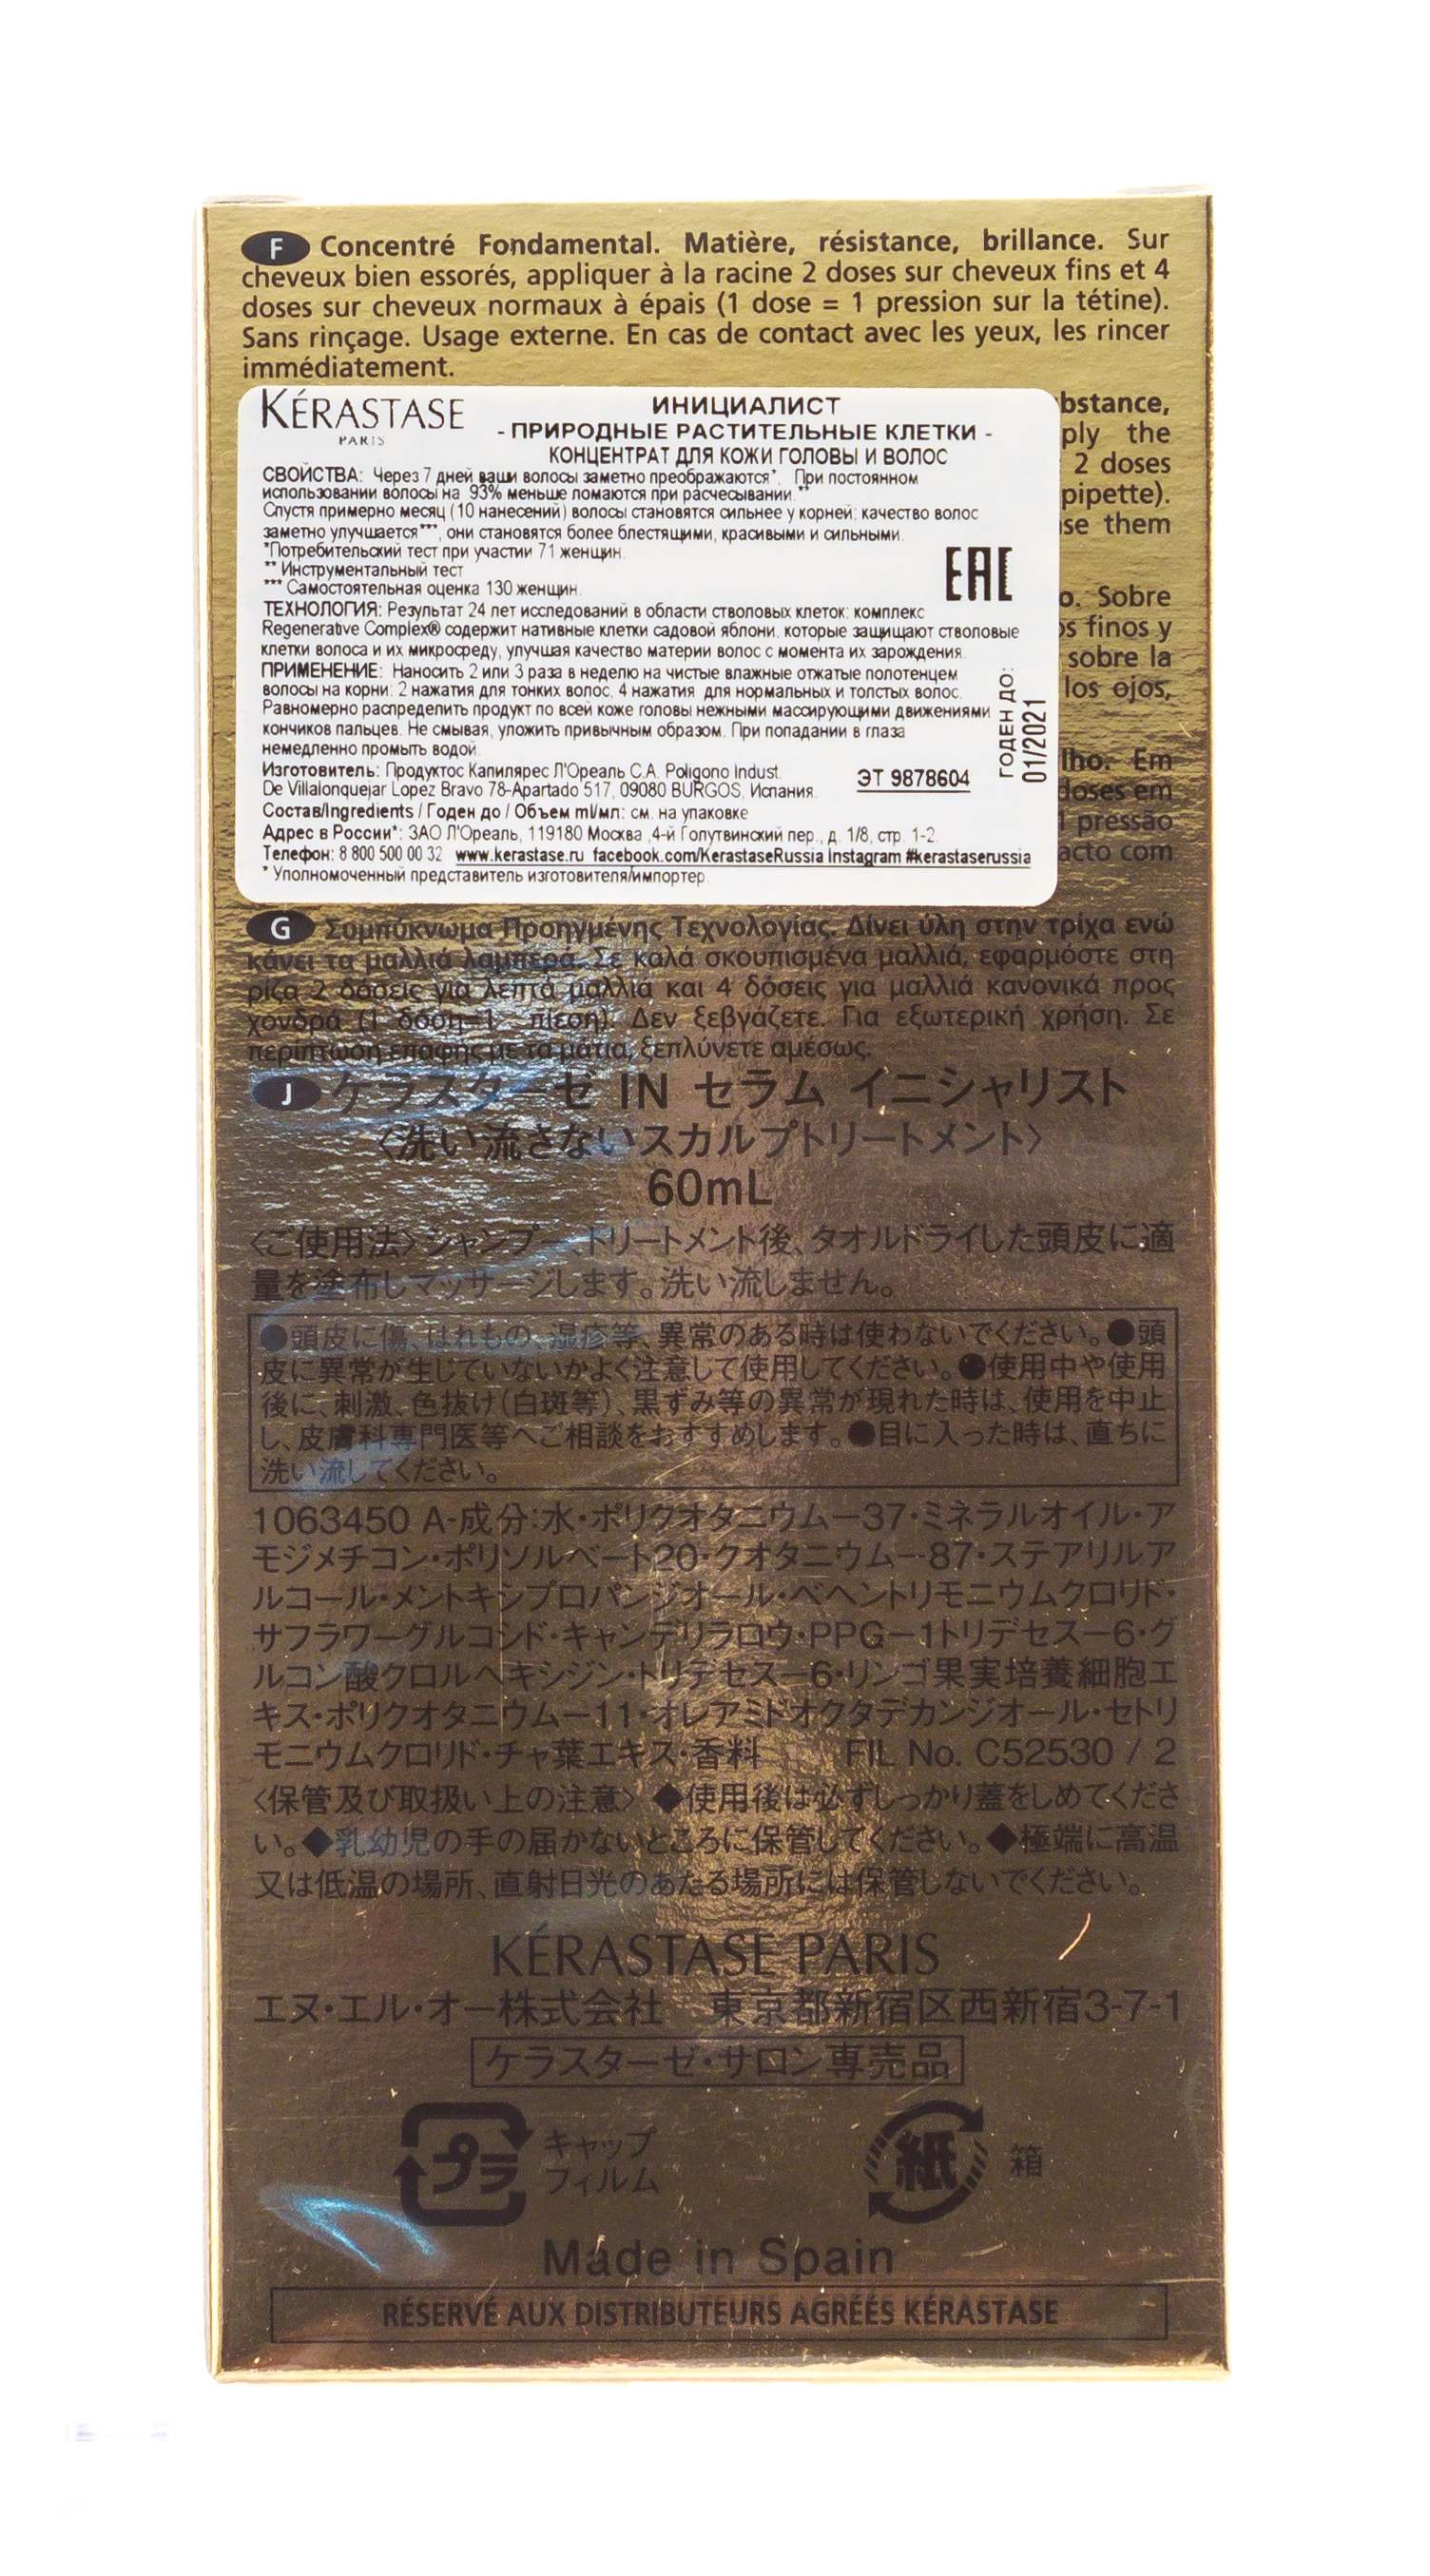 F Concentré Fondamental. Matière, résistance, brillance. Sur
cheveux bien essorés, appliquer à la racine 2 doses sur cheveux fins et 4
doses sur cheveux normaux à épais (1 dose = 1 pression sur la tétine).
Sans rinçage. Usage externe. En cas de contact avec les yeux, les rincer
immédiatement.
KÉRASTASE
PARIS
ИНИЦИАЛИСТ
- ПРИРОДНЫЕ РАСТИТЕЛЬНЫЕ КЛЕТКИ -
КОНЦЕНТРАТ ДЛЯ КОЖИ ГОЛОВЫ И ВОЛОС
СВОЙСТВА: Через 7 дней ваши волосы заметно преображаются*. При постоянном
использовании волосы на 93% меньше ломаются при расчесывании.**
Спустя примерно месяц (10 нанесений) волосы становятся сильнее у корней: качество волос
заметно улучшается***, они становятся более блестящими, красивыми и сильными.
*Потребительский тест при участии 71 женщин.
** Инструментальный тест
*** Самостоятельная оценка 130 женщин.
EAC
ТЕХНОЛОГИЯ: Результат 24 лет исследований в области стволовых клеток: комплекс
Regenerative Complex® содержит нативные клетки садовой яблони, которые защищают стволовые
клетки волоса и их микросреду, улучшая качество материи волос с момента их зарождения.
ПРИМЕНЕНИЕ: Наносить 2 или 3 раза в неделю на чистые влажные отжатые полотенцем
волосы на корни: 2 нажатия для тонких волос, 4 нажатия для нормальных и толстых волос.
Равномерно распределить продукт по всей коже головы нежными массирующими движениями
кончиков пальцев. Не смывая, уложить привычным образом. При попадании в глаза
немедленно промыть водой.
ГОДЕН ДО:
01/2021
Изготовитель: Продуктос Капилярес Л'Ореаль С.А. Poligono Indust.
De Villalonquejar Lopez Bravo 78-Apartado 517, 09080 BURGOS, Испания.
ЭТ 9878604
Состав/Ingredients / Годен до / Объем ml/мл: см. на упаковке
Адрес в России*: ЗАО Л'Ореаль, 119180 Москва ,4-й Голутвинский пер., д. 1/8, стр. 1-2.
Телефон: 8 800 500 00 32 www.kerastase.ru facebook.com/KerastaseRussia Instagram #kerastaserussia
* Уполномоченный представитель изготовителя/импортер.
bstance,
ply the
2 doses
pipette).
se them
o. Sobre
os finos y
sobre la
los ojos,
lho. Em
doses em
1 pressão
acto com
G Συμπύκνωμα Προηγμένης Τεχνολογίας. Δίνει ύλη στην τρίχα ενώ
κάνει τα μαλλιά λαμπερά. Σε καλά σκουπισμένα μαλλιά, εφαρμόστε στη
ρίζα 2 δόσεις για λεπτά μαλλιά και 4 δόσεις για μαλλιά κανονικά προς
χονδρά (1 δόση=1 πίεση). Δεν ξεβγάζετε. Για εξωτερική χρήση. Σε
περίπτωση επαφής με τα μάτια, ξεπλύνετε αμέσως.
J ケラスターゼ IN セラム イニシャリスト
〈洗い流さないスカルプトリートメント〉
60mL
〈ご使用法〉シャンプー、トリートメント後、タオルドライした頭皮に適
量を塗布しマッサージします。洗い流しません。
●頭皮に傷、はれもの、湿疹等、異常のある時は使わないでください。●頭
皮に異常が生じていないかよく注意して使用してください。●使用中や使用
後に、刺激、色抜け(白斑等)、黒ずみ等の異常が現れた時は、使用を中止
し、皮膚科専門医等へご相談をおすすめします。●目に入った時は、直ちに
洗い流してください。
1063450 A-成分:水・ポリクオタニウムー37・ミネラルオイル・ア
モジメチコン・ポリソルベート20・クオタニウムー87・ステアリルア
ルコール・メントキシプロパンジオール・ベヘントリモニウムクロリド・
サフラワーグルコシド・キャンデリラロウ・PPGー1トリデセスー6・グ
ルコン酸クロルヘキシジン・トリデセスー6・リンゴ果実培養細胞エ
キス・ポリクオタニウムー11・オレアミドオクタデカンジオール・セトリ
モニウムクロリド・チャ葉エキス・香料 FIL No. C52530 / 2
〈保管及び取扱い上の注意〉◆使用後は必ずしっかり蓋をしめてくださ
い。◆乳幼児の手の届かないところに保管してください。◆極端に高温
又は低温の場所、直射日光のあたる場所には保管しないでください。
KÉRASTASE PARIS
エヌ・エル・オー株式会社 東京都新宿区西新宿3-7-1
ケラスターゼ・サロン専売品
プラ キャップ
フィルム
紙 箱
Made in Spain
RÉSERVÉ AUX DISTRIBUTEURS AGRÉÉS KÉRASTASE